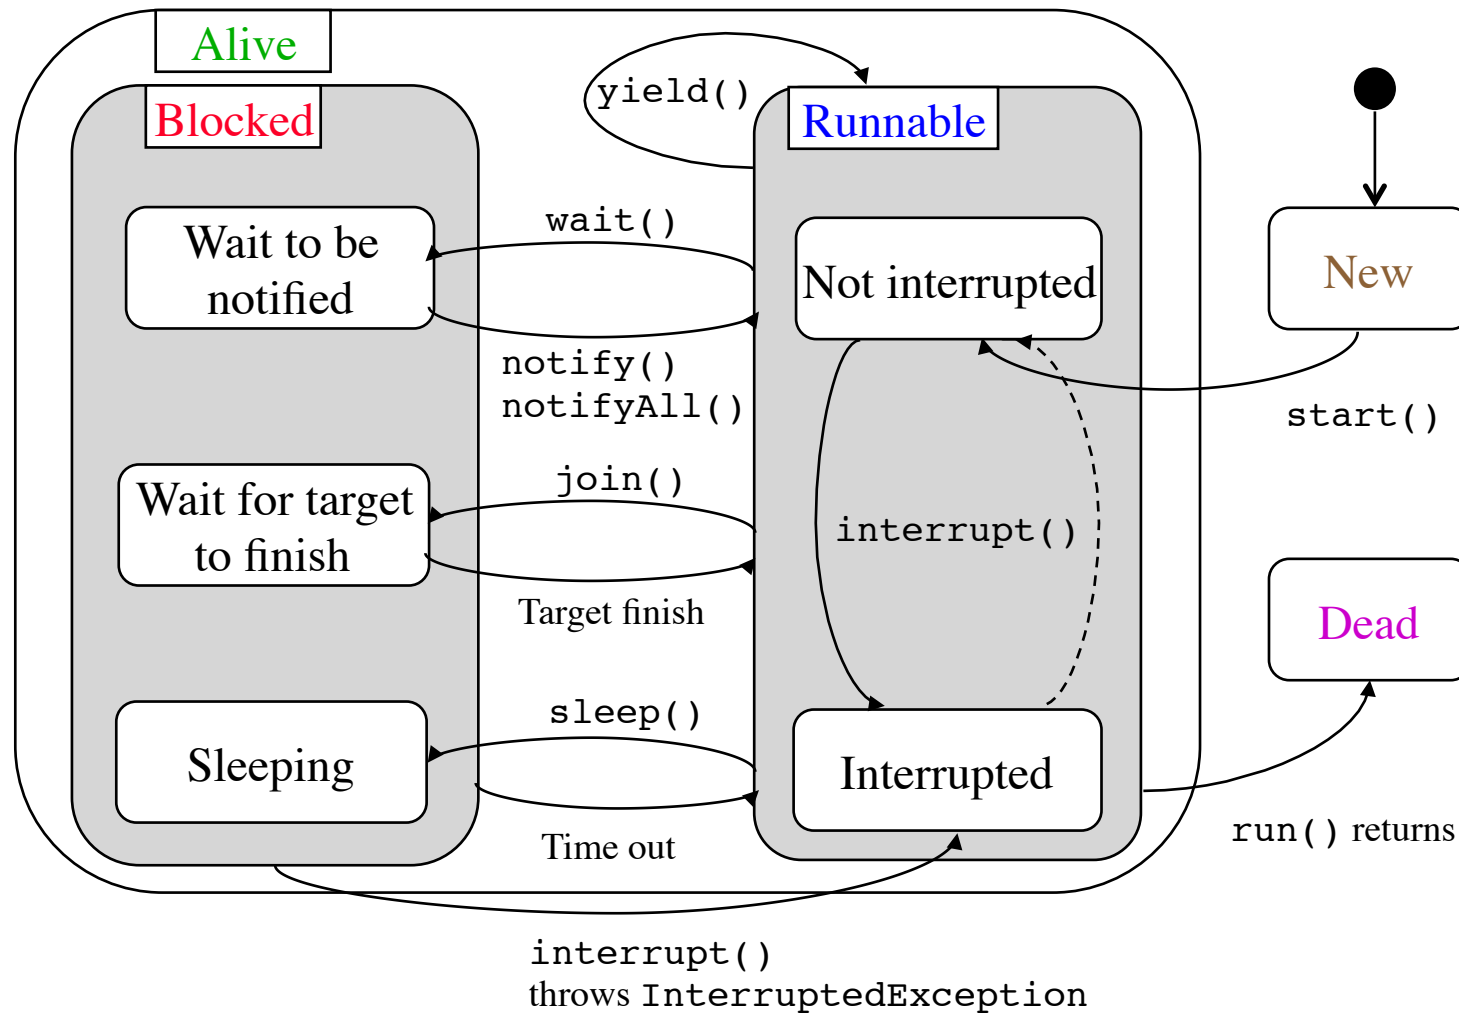 Alive
Blocked
yield()
Runnable
Wait to be
notified
wait()
Not interrupted
New
notify()
notifyAll()
start()
Wait for target
to finish
join()
interrupt()
Target finish
Dead
Sleeping
sleep()
Interrupted
Time out
run() returns
interrupt()
throws InterruptedException